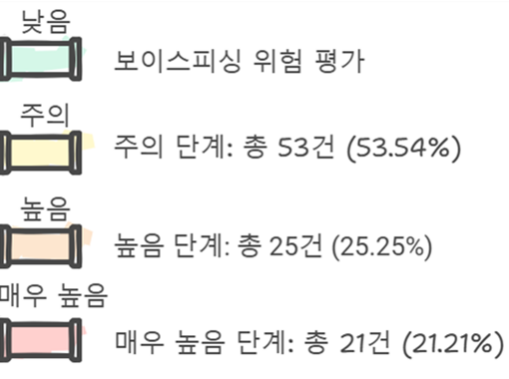 낮음
보이스피싱 위험 평가
주의
주의 단계: 총 53건 (53.54%)
높음
높음 단계: 총 25건 (25.25%)
매우 높음
매우 높음 단계: 총 21건 (21.21%)